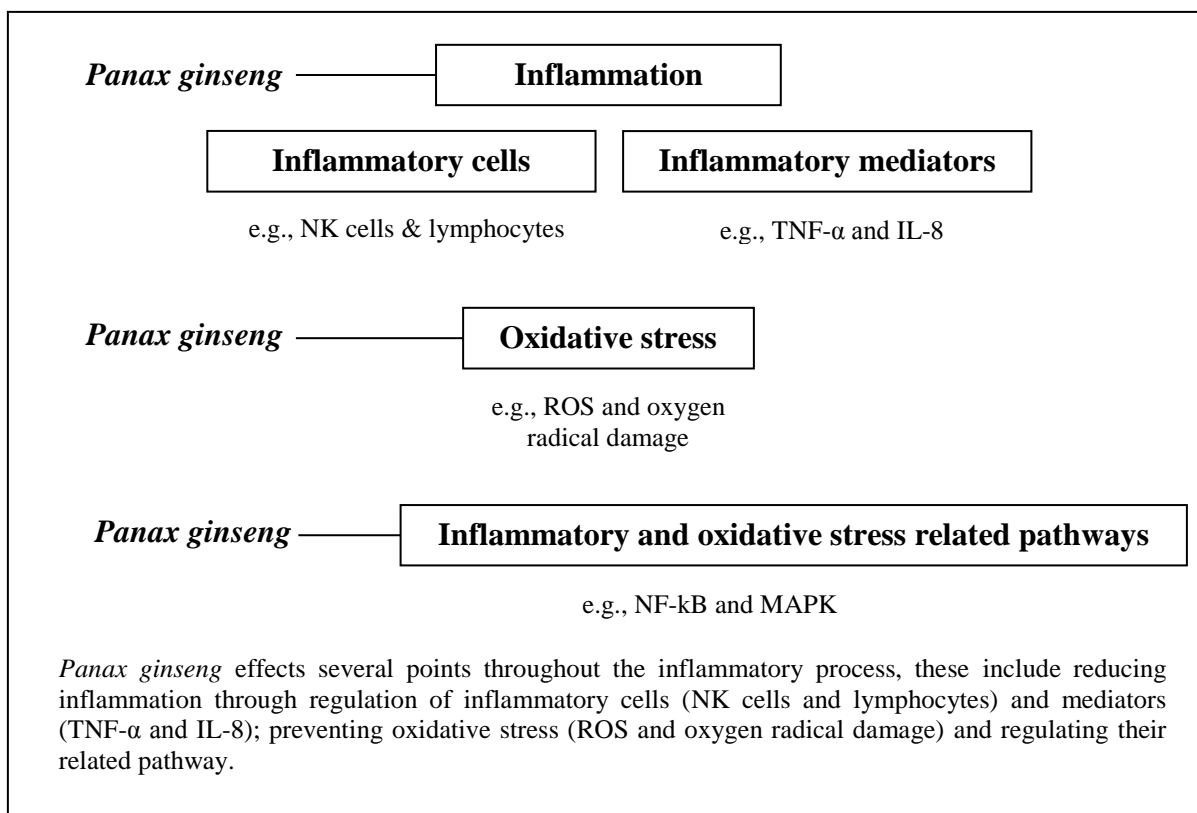 Panax ginseng Inflammation
Inflammatory cells Inflammatory mediators
e.g., NK cells & lymphocytes e.g., TNF-α and IL-8
Panax ginseng Oxidative stress
e.g., ROS and oxygen
radical damage
Panax ginseng Inflammatory and oxidative stress related pathways
e.g., NF-kB and MAPK
Panax ginseng effects several points throughout the inflammatory process, these include reducing
inflammation through regulation of inflammatory cells (NK cells and lymphocytes) and mediators
(TNF-α and IL-8); preventing oxidative stress (ROS and oxygen radical damage) and regulating their
related pathway.